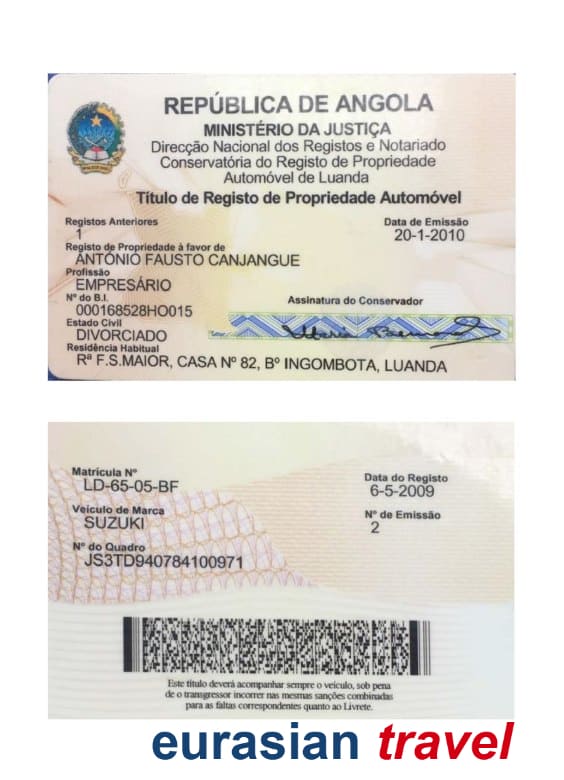 REPÚBLICA DE ANGOLA
MINISTÉRIO DA JUSTIÇA
Direcção Nacional dos Registos e Notariado
Conservatória do Registo de Propriedade
Automóvel de Luanda
Título de Registo de Propriedade Automóvel
Registos Anteriores
1
Data de Emissão
20-1-2010
Registo de Propriedade à favor de
ANTÓNIO FAUSTO CANJANGUE
Profissão
EMPRESÁRIO
Nº do B.I.
000168528HO015
Assinatura do Conservador
Estado Civil
DIVORCIADO
Residência Habitual
Rª F.S.MAIOR, CASA Nº 82, Bº INGOMBOTA, LUANDA
Matrícula Nº
LD-65-05-BF
Data do Registo
6-5-2009
Veículo de Marca
SUZUKI
Nº de Emissão
2
Nº do Quadro
JS3TD940784100971
Este título deverá acompanhar sempre o veículo, sob pena
de o transgressor incorrer nas mesmas sanções combinadas
para as faltas correspondentes quanto ao Livrete.
eurasian travel